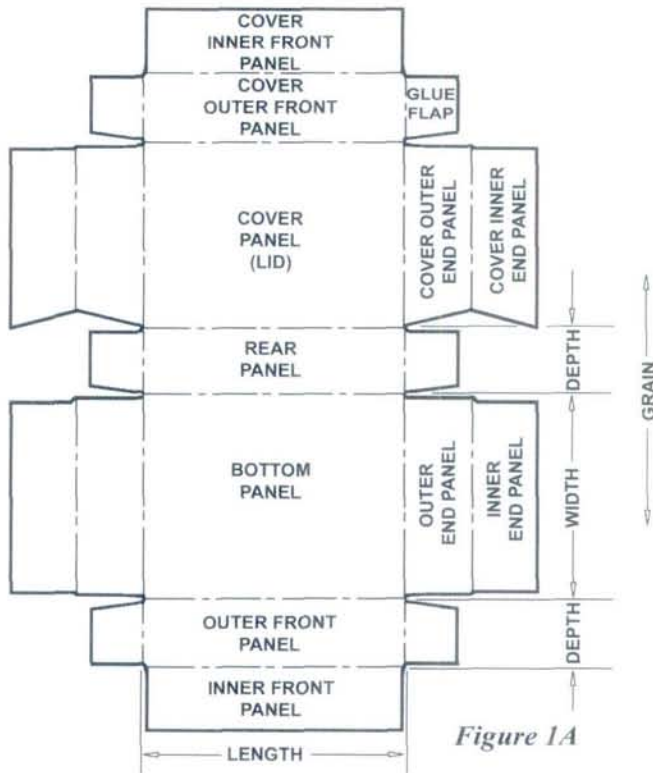 COVER
INNER FRONT
PANEL
COVER
OUTER FRONT
PANEL
GLUE
FLAP
COVER
PANEL
(LID)
COVER OUTER
END PANEL
COVER INNER
END PANEL
REAR
PANEL
DEPTH
GRAIN
BOTTOM
PANEL
OUTER
END PANEL
INNER
END PANEL
WIDTH
OUTER FRONT
PANEL
DEPTH
INNER FRONT
PANEL
LENGTH
Figure 1A